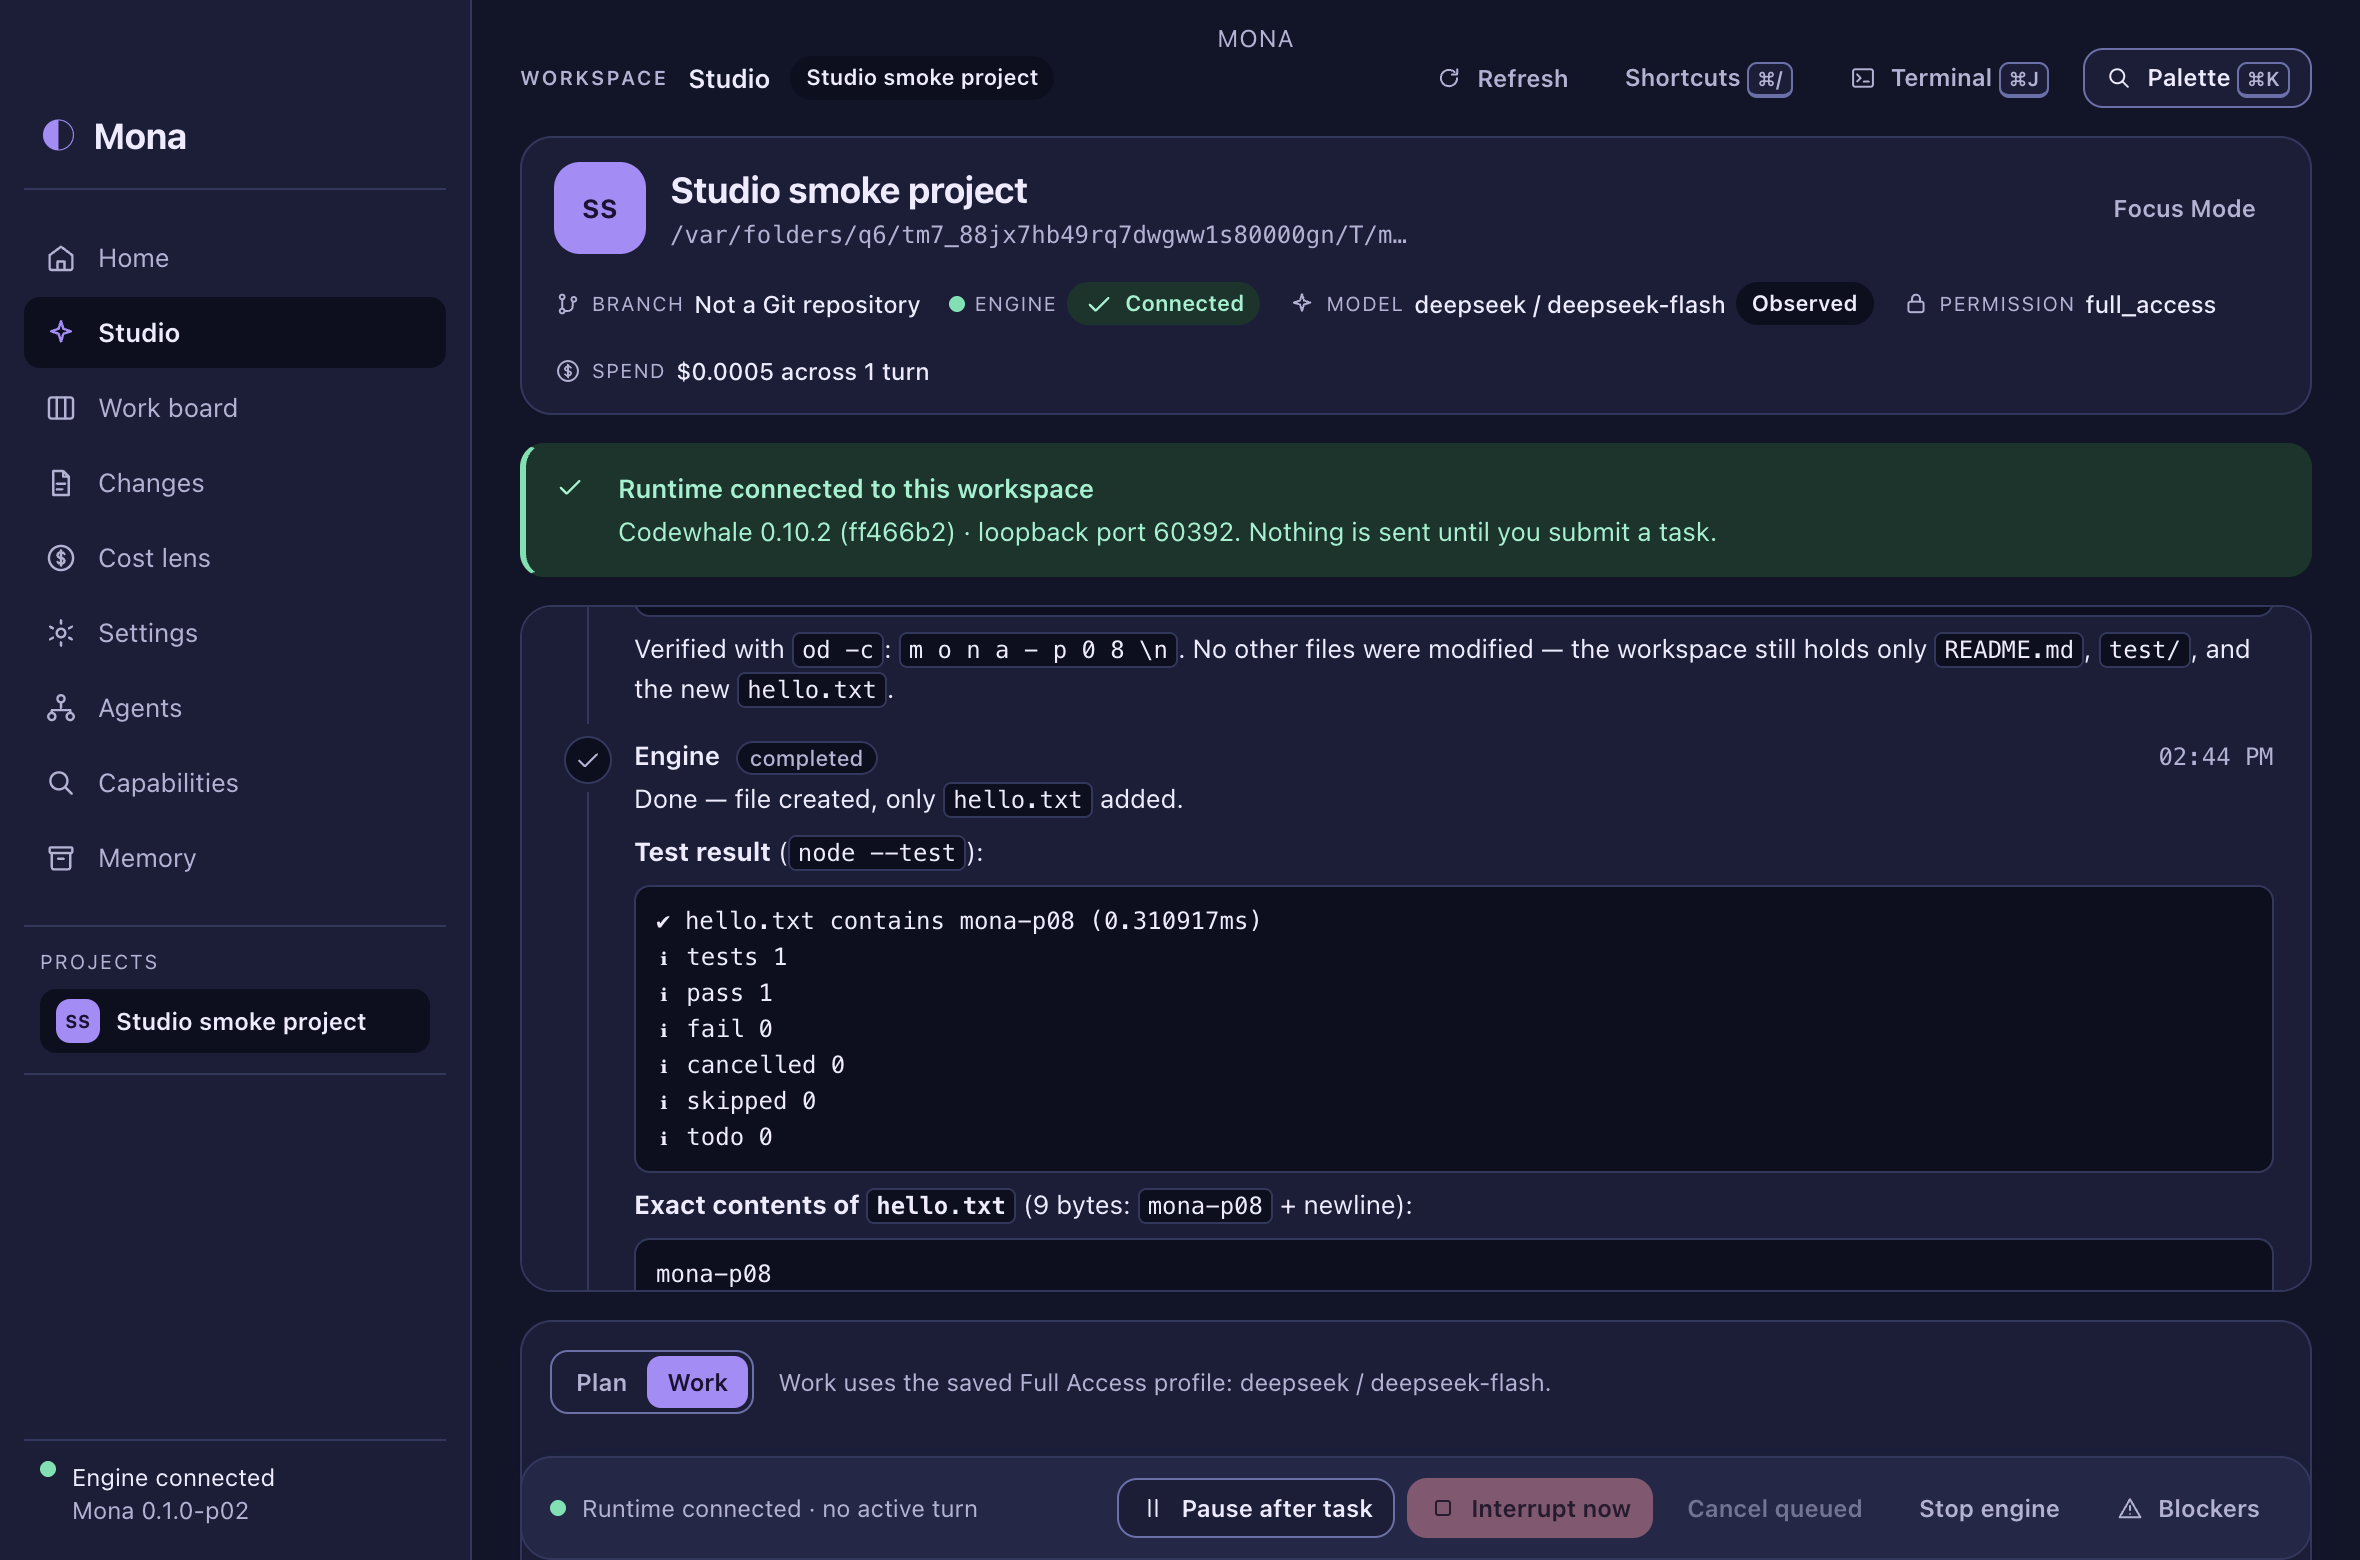 MONA
Mona
Home
Studio
Work board
Changes
Cost lens
Settings
Agents
Capabilities
Memory
PROJECTS
SS Studio smoke project
Engine connected
Mona 0.1.0-p02
WORKSPACE Studio Studio smoke project Refresh Shortcuts ⌘/ Terminal ⌘J Palette ⌘K
SS
Studio smoke project
/var/folders/q6/tm7_88jx7hb49rq7dwgww1s80000gn/T/m…
Focus Mode
BRANCH Not a Git repository ENGINE Connected MODEL deepseek / deepseek-flash Observed PERMISSION full_access
SPEND $0.0005 across 1 turn
Runtime connected to this workspace
Codewhale 0.10.2 (ff466b2) · loopback port 60392. Nothing is sent until you submit a task.
Verified with od -c: m o n a - p 0 8 \n. No other files were modified — the workspace still holds only README.md, test/, and
the new hello.txt.
Engine completed 02:44 PM
Done — file created, only hello.txt added.
Test result (node --test):
✔ hello.txt contains mona-p08 (0.310917ms)
ℹ tests 1
ℹ pass 1
ℹ fail 0
ℹ cancelled 0
ℹ skipped 0
ℹ todo 0
Exact contents of hello.txt (9 bytes: mona-p08 + newline):
mona-p08
Plan Work Work uses the saved Full Access profile: deepseek / deepseek-flash.
Runtime connected · no active turn Pause after task Interrupt now Cancel queued Stop engine Blockers